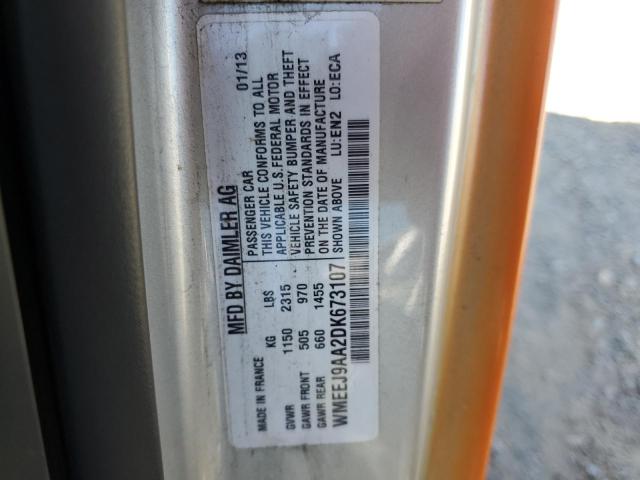 MFD BY DAIMLER AG
MADE IN FRANCE
PASSENGER CAR 01/13
KG LBS
THIS VEHICLE CONFORMS TO ALL
GVWR 1150 2315
APPLICABLE U.S.FEDERAL MOTOR
VEHICLE SAFETY BUMPER AND THEFT
GAWR FRONT 505 970
PREVENTION STANDARDS IN EFFECT
GAWR REAR 660 1455
ON THE DATE OF MANUFACTURE
WMEEJ9AA2DK673107
SHOWN ABOVE LU:EN2 LO:ECA